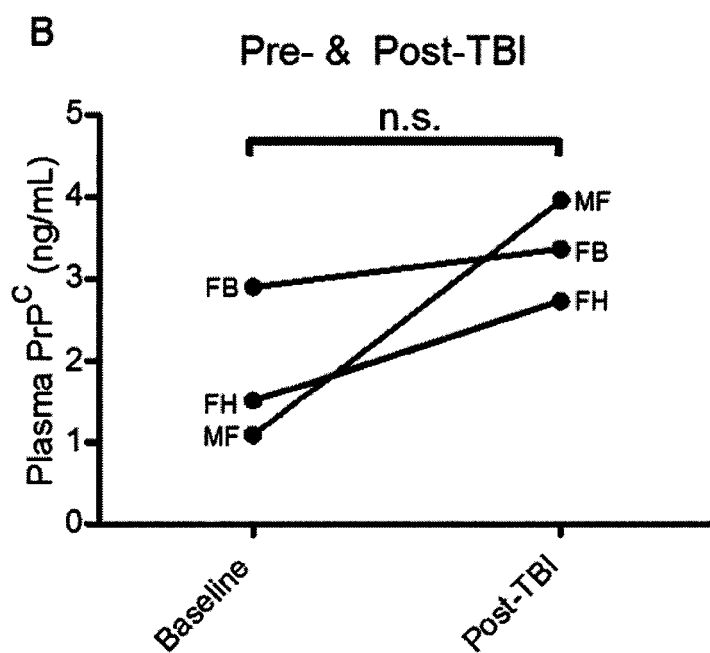 B
Pre- & Post-TBI
n.s.
Plasma PrP^C (ng/mL)
5
4
3
2
1
0
FB
FH
MF
MF
FB
FH
Baseline
Post-TBI